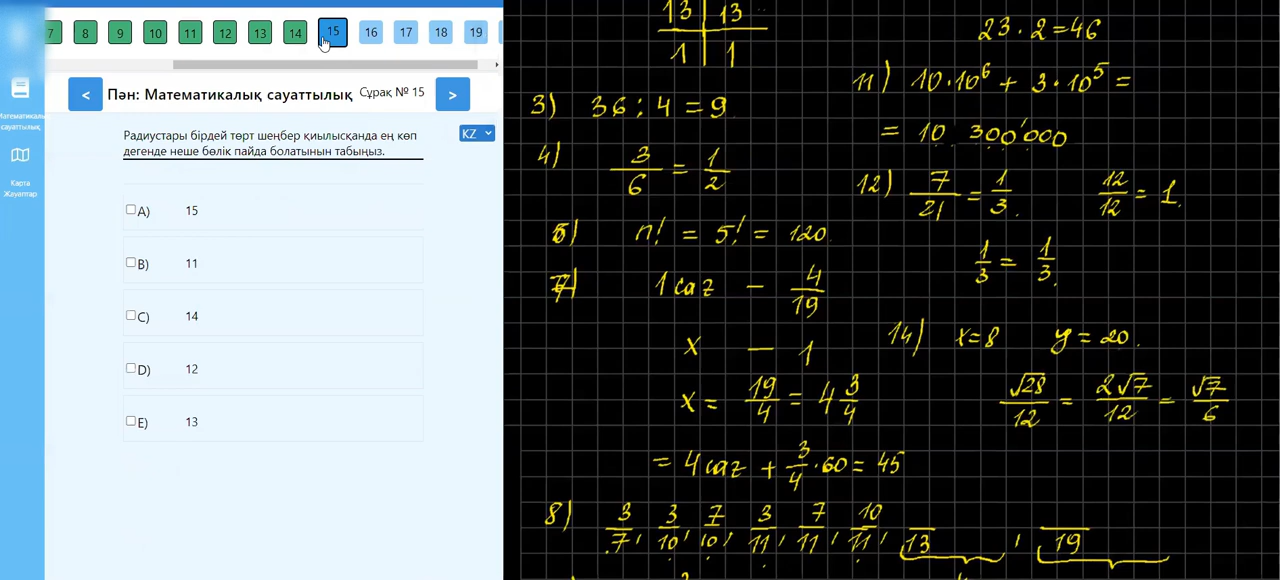 7 8 9 10 11 12 13 14 15 16 17 18 19
< Пән: Математикалық сауаттылық Сұрақ № 15 >
Математикалық
сауаттылық
Карта
Жауаптар
KZ
Радиустары бірдей төрт шеңбер қиылысқанда ең көп
дегенде неше бөлік пайда болатынын табыңыз.
A) 15
B) 11
C) 14
D) 12
E) 13
13 | 13
1 | 1
3) 36 : 4 = 9
4) 3/6 = 1/2
6) n! = 5! = 120
7) 1 саг - 4/19
x - 1
x = 19/4 = 4 3/4
= 4 саг + 3/4 · 60 = 45
8) 3/7, 3/10, 7/10, 3/11, 7/11, 10/11, /13, /19
23 · 2 = 46
11) 10·10⁶ + 3·10⁵ =
= 10 300'000
12) 7/21 = 1/3. 12/12 = 1.
1/3 = 1/3.
14) x=8 y = 20.
√28/12 = 2√7/12 = √7/6